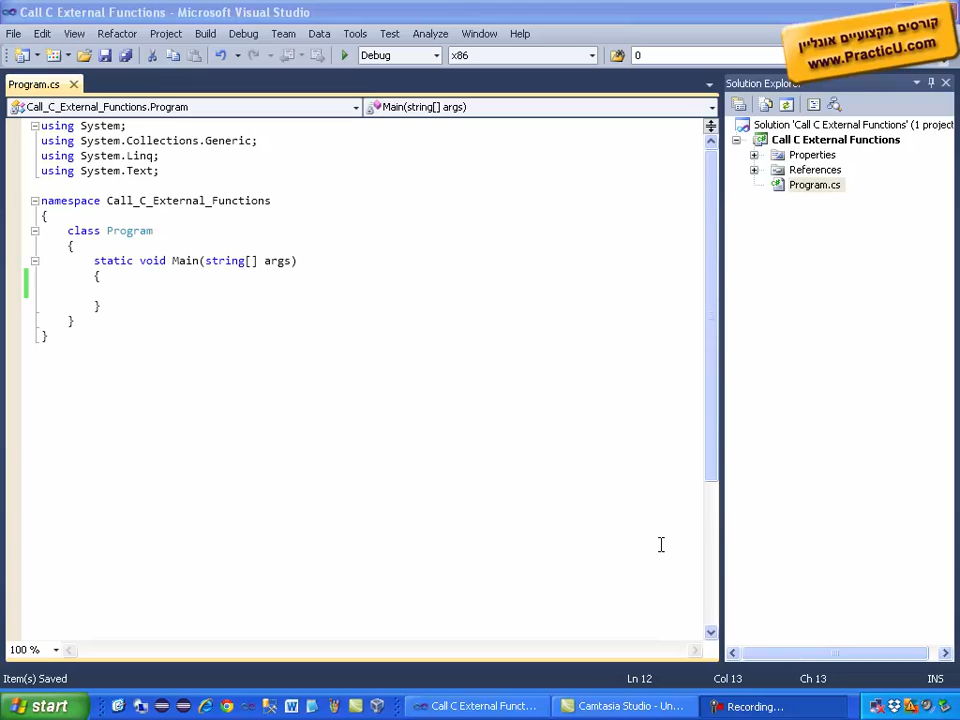 Call C External Functions - Microsoft Visual Studio
קורסים מקצועיים אונליין
www.PracticU.com
File Edit View Refactor Project Build Debug Team Data Tools Test Analyze Window Help
Debug x86 0
Program.cs
Solution Explorer
Call_C_External_Functions.Program Main(string[] args)
using System;
using System.Collections.Generic;
using System.Linq;
using System.Text;
namespace Call_C_External_Functions
{
class Program
{
static void Main(string[] args)
{
}
}
}
Solution 'Call C External Functions' (1 project
Call C External Functions
Properties
References
Program.cs
100 %
Item(s) Saved Ln 12 Col 13 Ch 13 INS
start Call C External Funct... Camtasia Studio - Un... Recording...